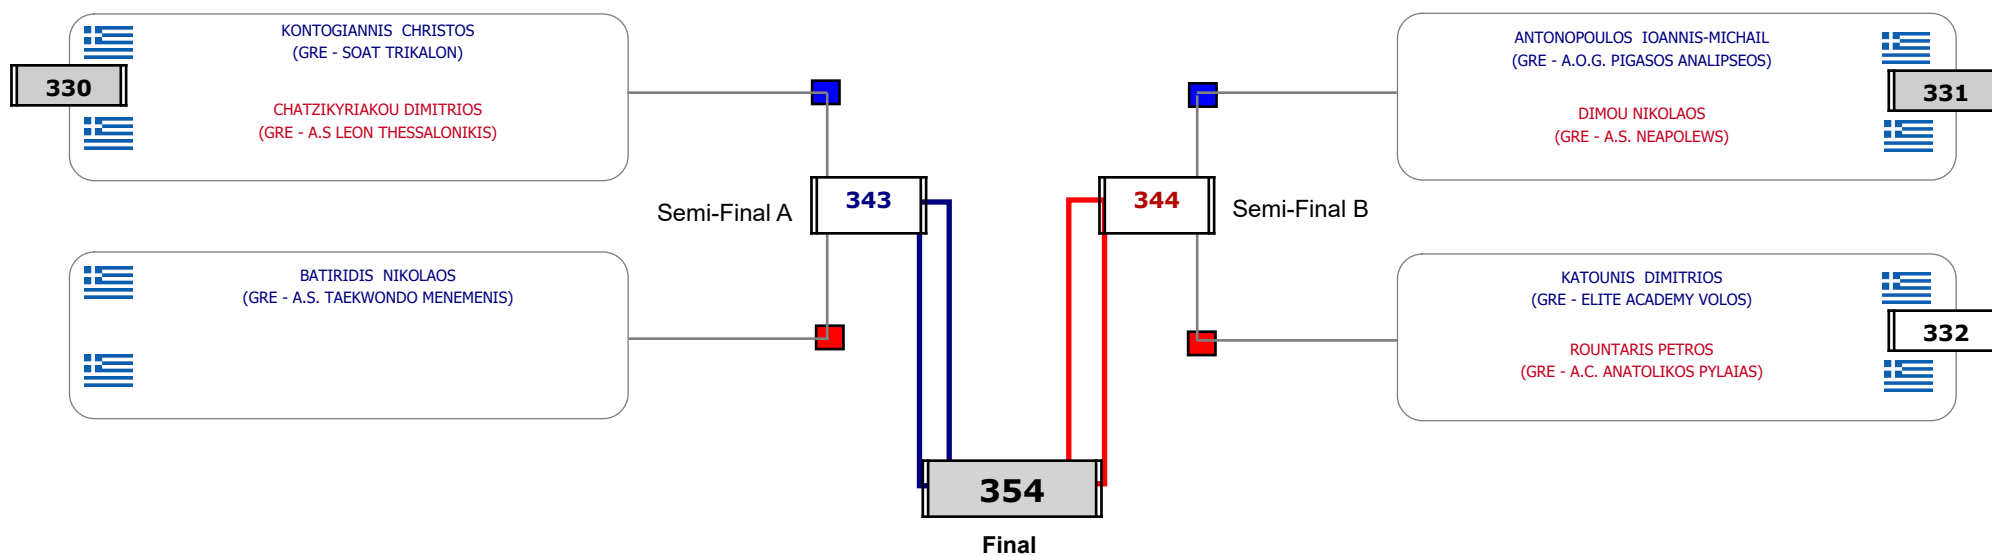 330
KONTOGIANNIS CHRISTOS
(GRE - SOAT TRIKALON)
CHATZIKYRIAKOU DIMITRIOS
(GRE - A.S LEON THESSALONIKIS)
BATIRIDIS NIKOLAOS
(GRE - A.S. TAEKWONDO MENEMENIS)
Semi-Final A
343
344
Semi-Final B
ANTONOPOULOS IOANNIS-MICHAIL
(GRE - A.O.G. PIGASOS ANALIPSEOS)
331
DIMOU NIKOLAOS
(GRE - A.S. NEAPOLEWS)
KATOUNIS DIMITRIOS
(GRE - ELITE ACADEMY VOLOS)
332
ROUNTARIS PETROS
(GRE - A.C. ANATOLIKOS PYLAIAS)
354
Final